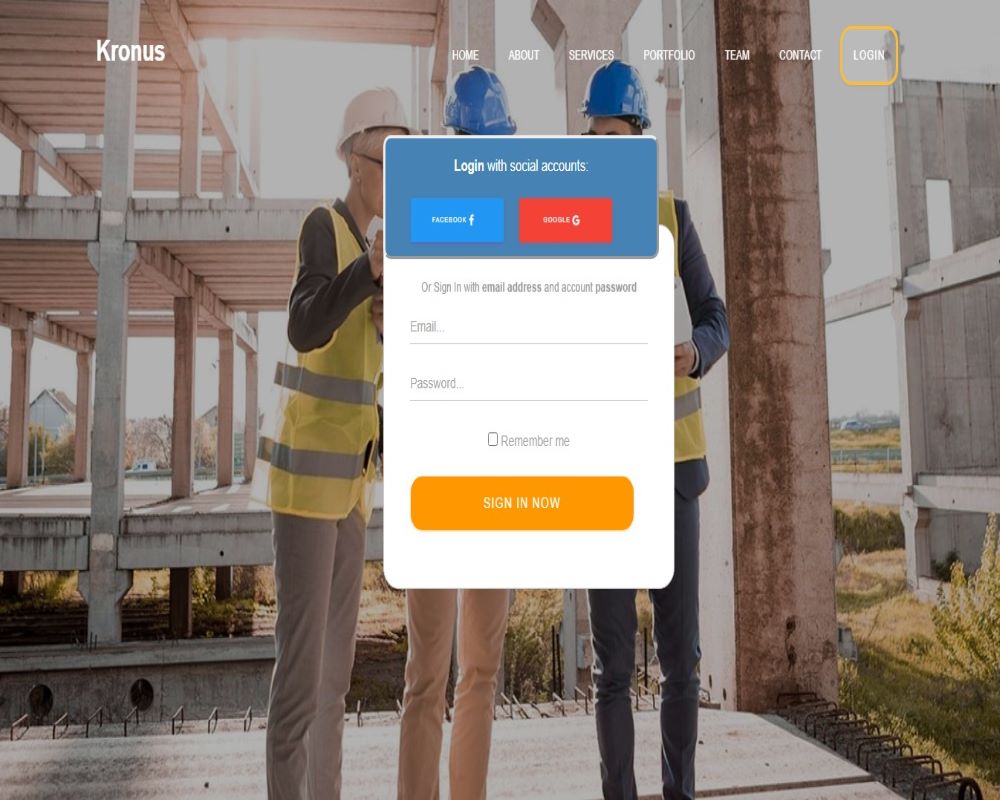 Kronus
HOME ABOUT SERVICES PORTFOLIO TEAM CONTACT LOGIN
Login with social accounts:
FACEBOOK GOOGLE
Or Sign In with email address and account password
Email...
Password...
Remember me
SIGN IN NOW